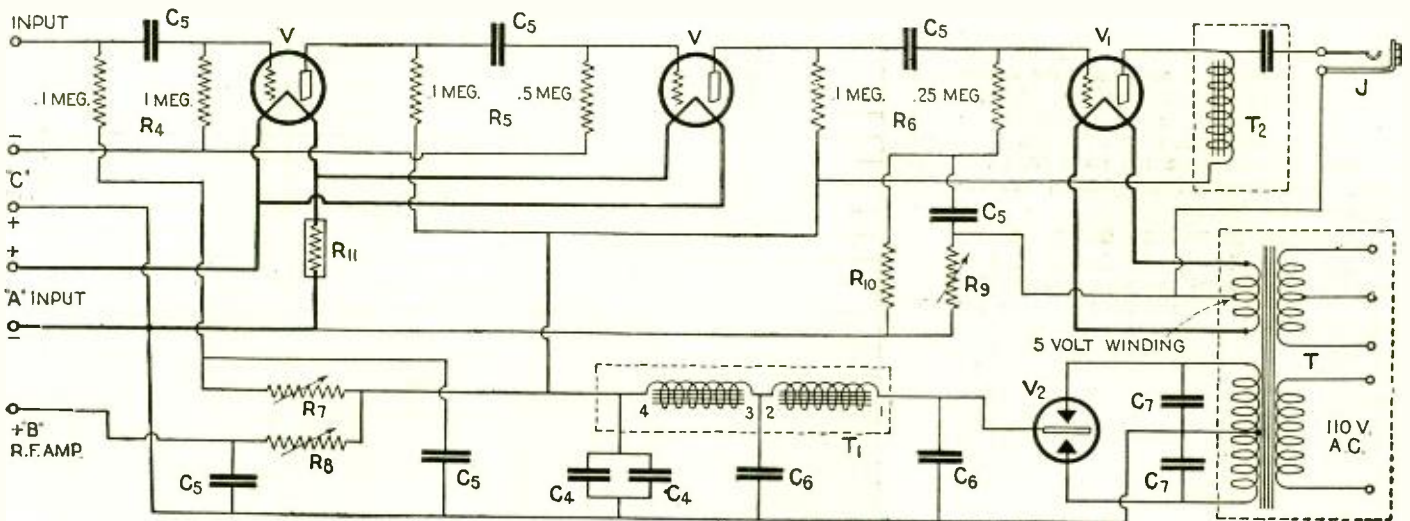 INPUT
C5
V
C5
V
C5
V1
J
.1 MEG.
1 MEG.
R4
.1 MEG.
.5 MEG
R5
.1 MEG.
.25 MEG.
R6
T2
−
"C"
+
+
"A" INPUT
−
R11
C5
R10
R9
5 VOLT WINDING
T
R7
4
3
2
1
T1
V2
C7
C7
110 V.
A.C.
+"B"
R.F. AMP.
R8
C5
C5
C4
C4
C6
C6